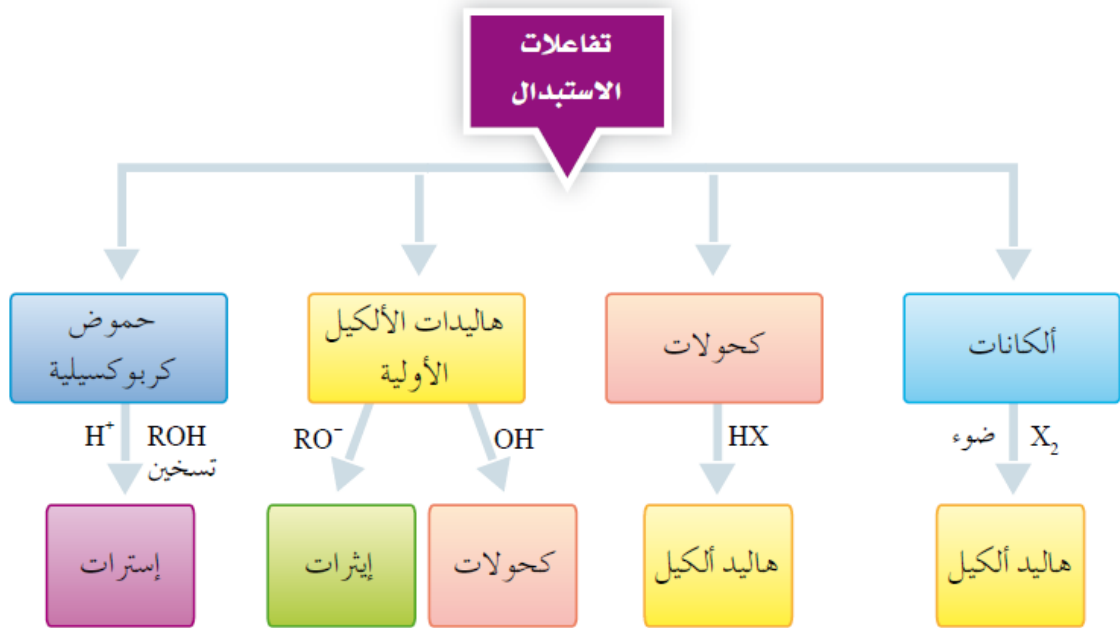 تفاعلات
الاستبدال
ألكانات
كحولات
هاليدات الألكيل
الأولية
حموض
كربوكسيلية
X₂ ضوء
HX
OH⁻
RO⁻
ROH H⁺
تسخين
هاليد ألكيل
هاليد ألكيل
كحولات
إيثرات
إسترات